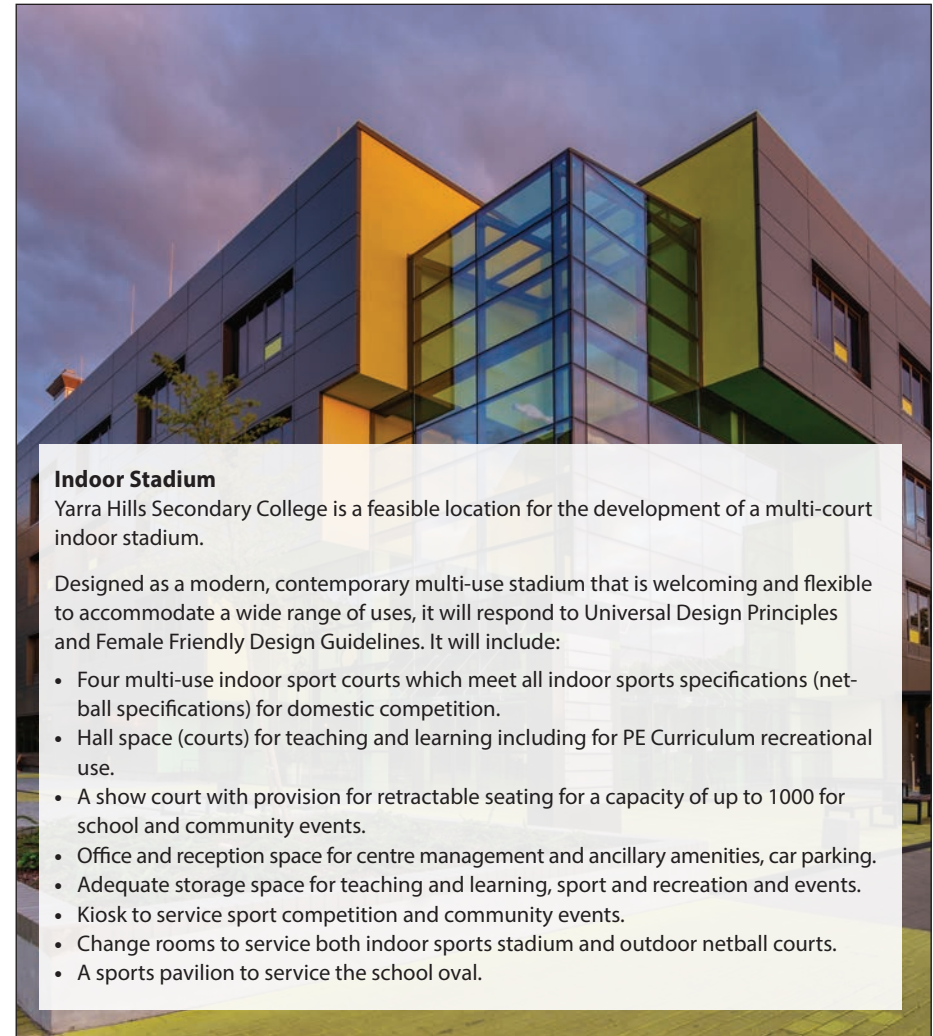 Indoor Stadium
Yarra Hills Secondary College is a feasible location for the development of a multi-court
indoor stadium.
Designed as a modern, contemporary multi-use stadium that is welcoming and flexible
to accommodate a wide range of uses, it will respond to Universal Design Principles
and Female Friendly Design Guidelines. It will include:
• Four multi-use indoor sport courts which meet all indoor sports specifications (net-
ball specifications) for domestic competition.
• Hall space (courts) for teaching and learning including for PE Curriculum recreational
use.
• A show court with provision for retractable seating for a capacity of up to 1000 for
school and community events.
• Office and reception space for centre management and ancillary amenities, car parking.
• Adequate storage space for teaching and learning, sport and recreation and events.
• Kiosk to service sport competition and community events.
• Change rooms to service both indoor sports stadium and outdoor netball courts.
• A sports pavilion to service the school oval.